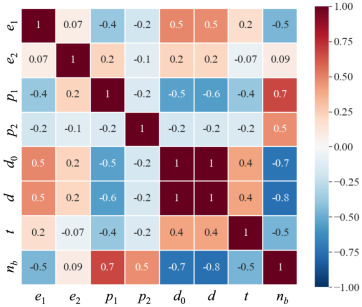 e1 1 0.07 -0.4 -0.2 0.5 0.5 0.2 -0.5
e2 0.07 1 0.2 -0.1 0.2 0.2 -0.07 0.09
p1 -0.4 0.2 1 -0.2 -0.5 -0.6 -0.4 0.7
p2 -0.2 -0.1 -0.2 1 -0.2 -0.2 -0.2 0.5
d0 0.5 0.2 -0.5 -0.2 1 1 0.4 -0.7
d 0.5 0.2 -0.6 -0.2 1 1 0.4 -0.8
t 0.2 -0.07 -0.4 -0.2 0.4 0.4 1 -0.5
nb -0.5 0.09 0.7 0.5 -0.7 -0.8 -0.5 1
e1 e2 p1 p2 d0 d t nb
1.00
0.75
0.50
0.25
0.00
-0.25
-0.50
-0.75
-1.00